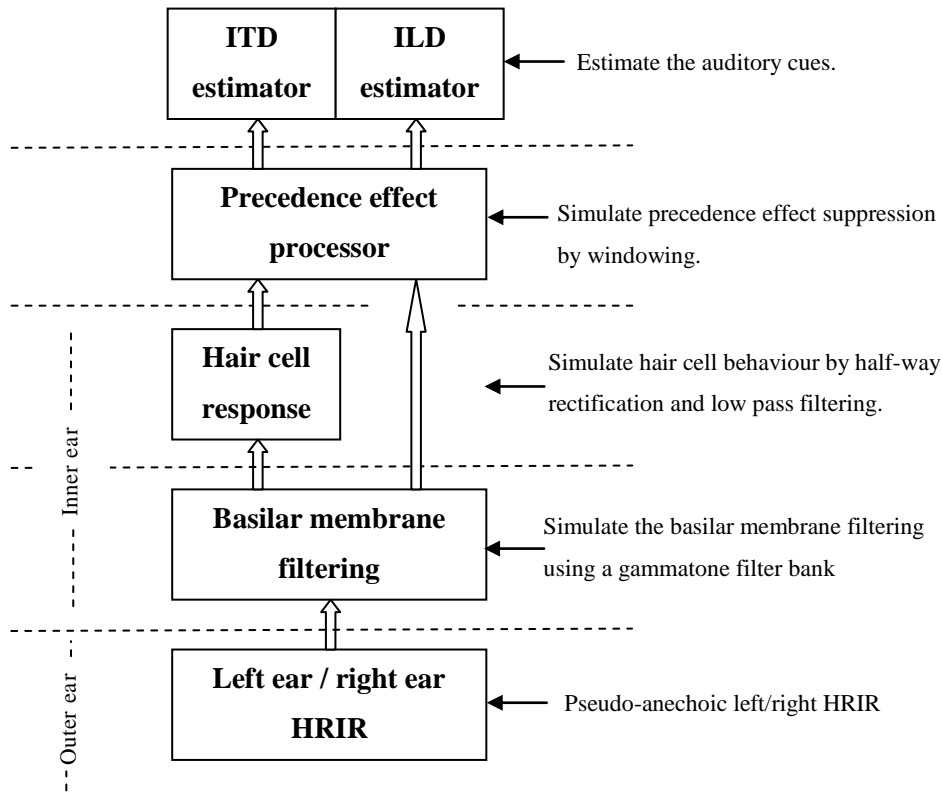 ITD
estimator
ILD
estimator
Estimate the auditory cues.
Precedence effect
processor
Simulate precedence effect suppression
by windowing.
Hair cell
response
Simulate hair cell behaviour by half-way
rectification and low pass filtering.
Inner ear
Basilar membrane
filtering
Simulate the basilar membrane filtering
using a gammatone filter bank
Outer ear
Left ear / right ear
HRIR
Pseudo-anechoic left/right HRIR